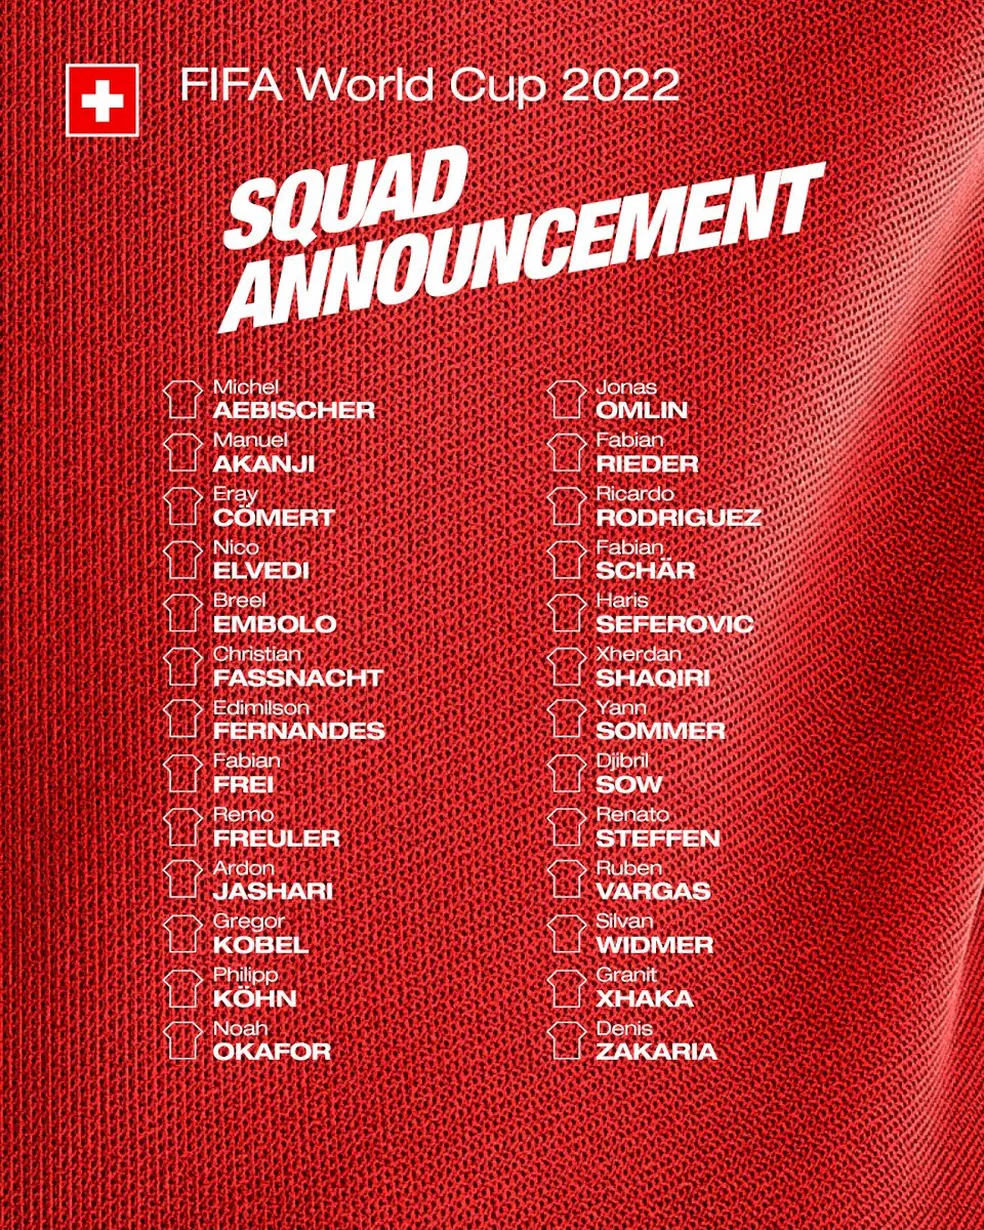 FIFA World Cup 2022
SQUAD
ANNOUNCEMENT
Michel
AEBISCHER
Manuel
AKANJI
Eray
CÖMERT
Nico
ELVEDI
Breel
EMBOLO
Christian
FASSNACHT
Edimilson
FERNANDES
Fabian
FREI
Remo
FREULER
Ardon
JASHARI
Gregor
KOBEL
Philipp
KÖHN
Noah
OKAFOR
Jonas
OMLIN
Fabian
RIEDER
Ricardo
RODRIGUEZ
Fabian
SCHÄR
Haris
SEFEROVIC
Xherdan
SHAQIRI
Yann
SOMMER
Djibril
SOW
Renato
STEFFEN
Ruben
VARGAS
Silvan
WIDMER
Granit
XHAKA
Denis
ZAKARIA